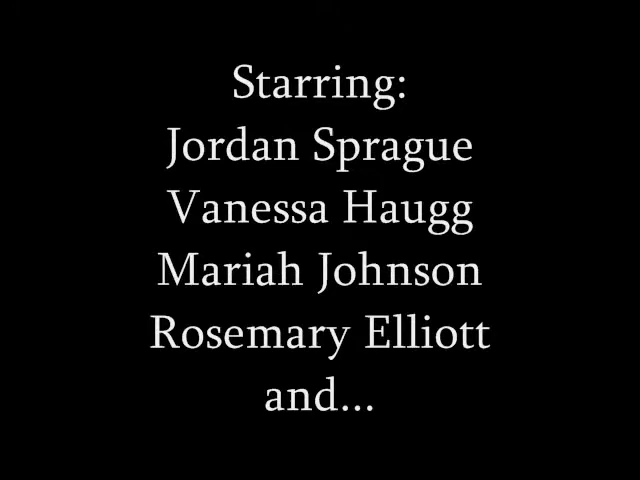 Starring:
Jordan Sprague
Vanessa Haugg
Mariah Johnson
Rosemary Elliott
and...